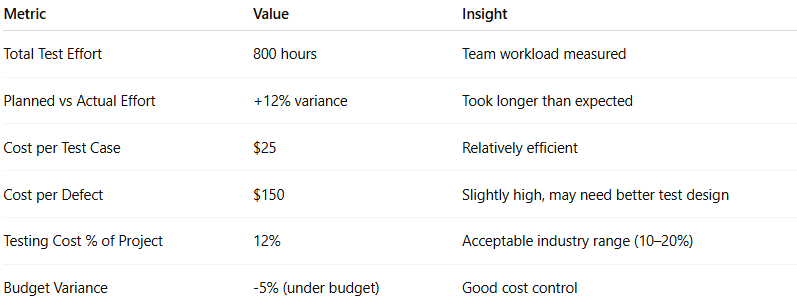 Metric Value Insight
Total Test Effort 800 hours Team workload measured
Planned vs Actual Effort +12% variance Took longer than expected
Cost per Test Case $25 Relatively efficient
Cost per Defect $150 Slightly high, may need better test design
Testing Cost % of Project 12% Acceptable industry range (10–20%)
Budget Variance -5% (under budget) Good cost control